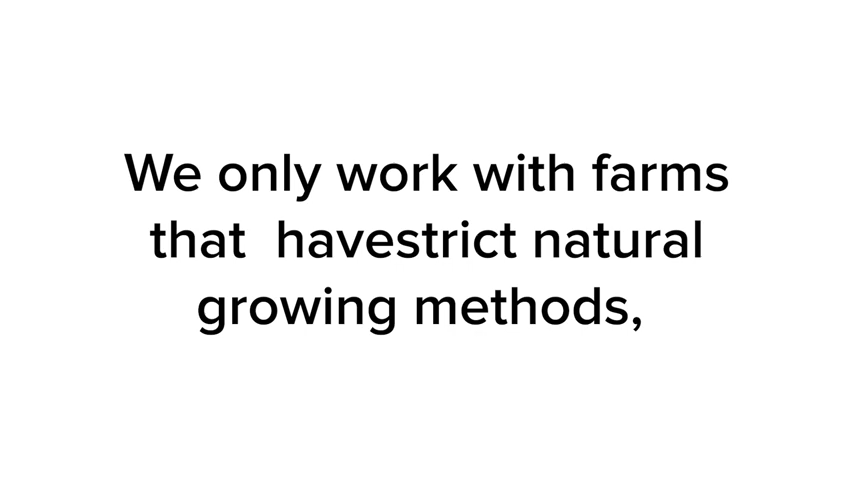 We only work with farms
that  havestrict natural
growing methods,